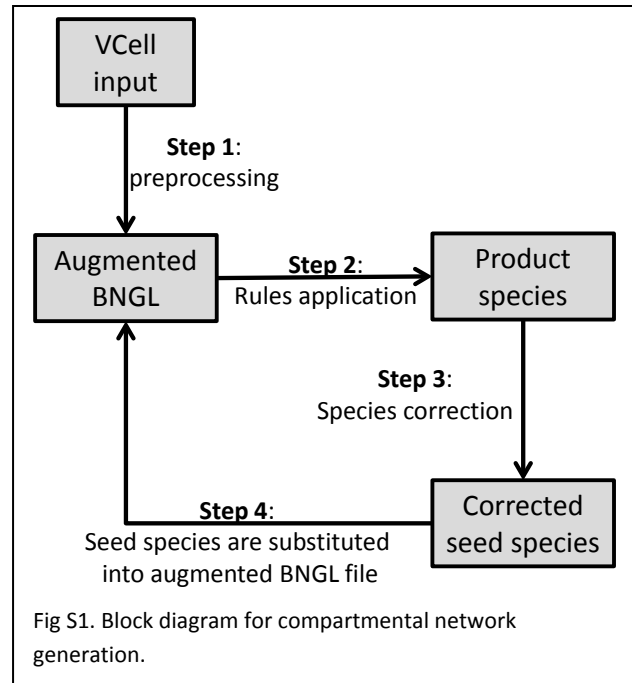 VCell
input
Step 1:
preprocessing
Augmented
BNGL
Step 2:
Rules application
Product
species
Step 3:
Species correction
Corrected
seed species
Step 4:
Seed species are substituted
into augmented BNGL file
Fig S1. Block diagram for compartmental network
generation.